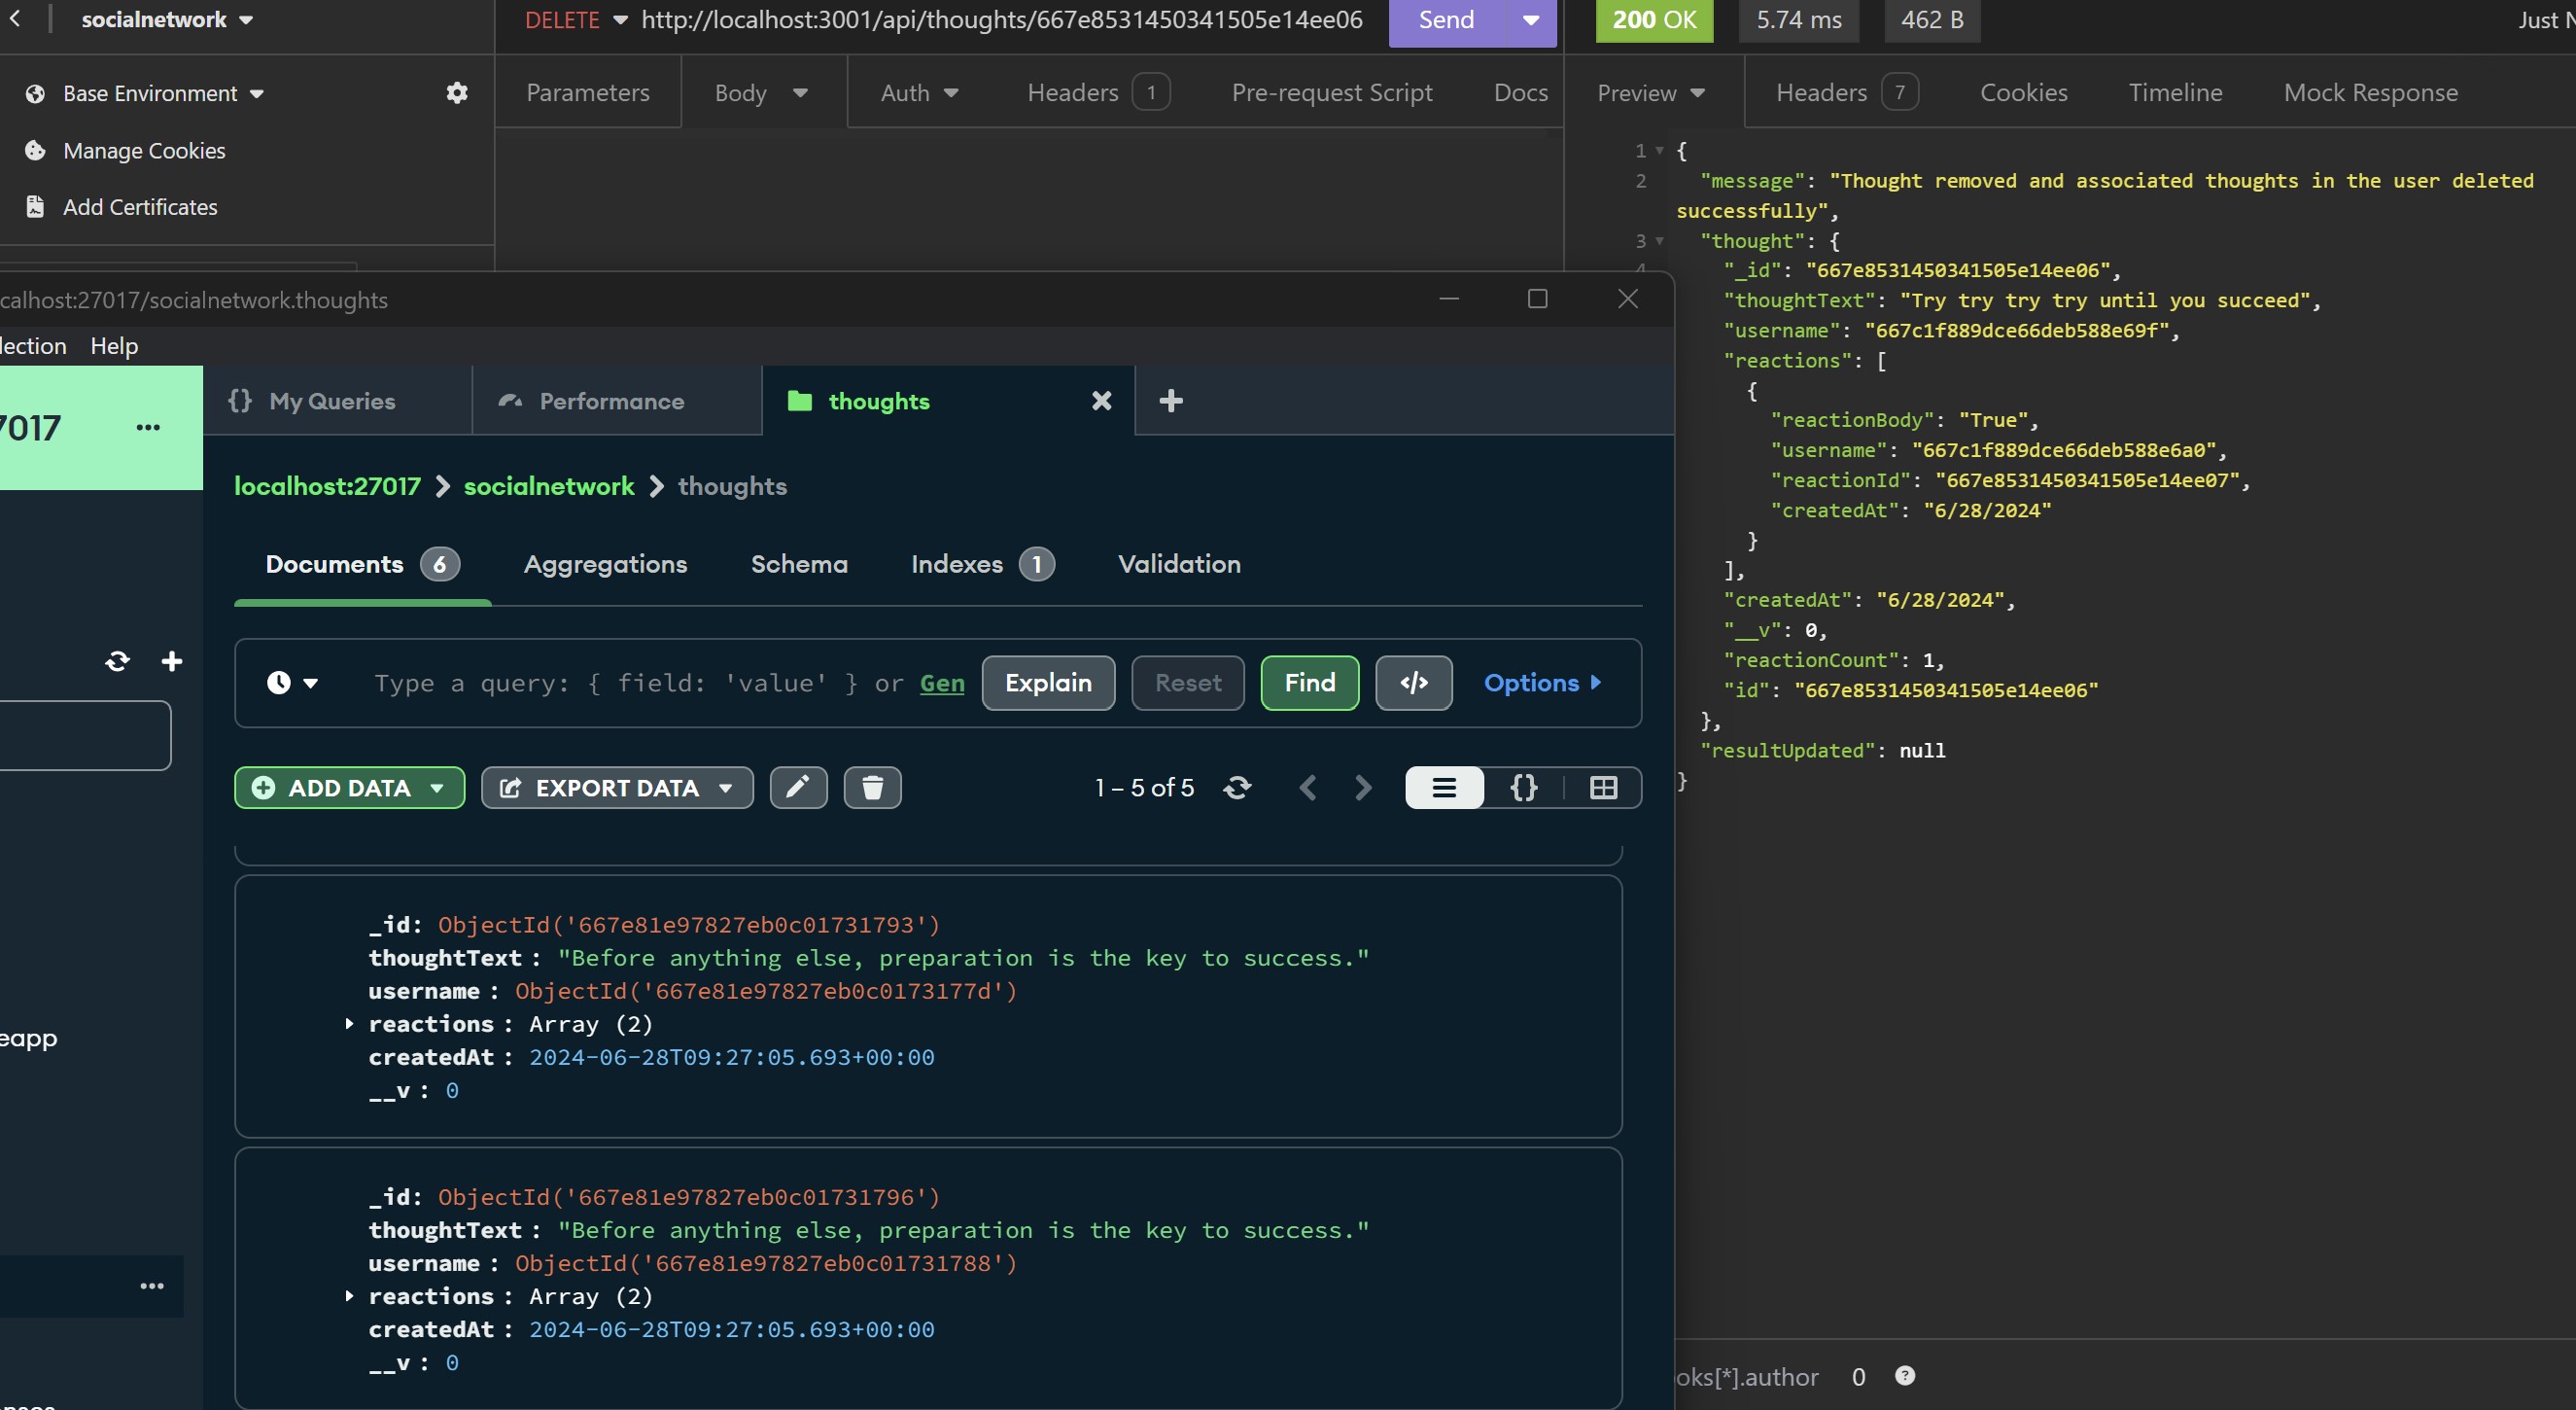 socialnetwork
DELETE http://localhost:3001/api/thoughts/667e8531450341505e14ee06 Send
200 OK 5.74 ms 462 B Just
Base Environment
Manage Cookies
Add Certificates
Parameters Body Auth Headers 1 Pre-request Script Docs
Preview Headers 7 Cookies Timeline Mock Response
1 {
2 "message": "Thought removed and associated thoughts in the user deleted
successfully",
3 "thought": {
"_id": "667e8531450341505e14ee06",
"thoughtText": "Try try try try until you succeed",
"username": "667c1f889dce66deb588e69f",
"reactions": [
{
"reactionBody": "True",
"username": "667c1f889dce66deb588e6a0",
"reactionId": "667e8531450341505e14ee07",
"createdAt": "6/28/2024"
}
],
"createdAt": "6/28/2024",
"__v": 0,
"reactionCount": 1,
"id": "667e8531450341505e14ee06"
},
"resultUpdated": null
}
calhost:27017/socialnetwork.thoughts
lection Help
7017 ...
My Queries Performance thoughts
localhost:27017 > socialnetwork > thoughts
Documents 6 Aggregations Schema Indexes 1 Validation
Type a query: { field: 'value' } or Gen Explain Reset Find </> Options
ADD DATA EXPORT DATA 1 – 5 of 5 {}
_id: ObjectId('667e81e97827eb0c01731793')
thoughtText : "Before anything else, preparation is the key to success."
username : ObjectId('667e81e97827eb0c0173177d')
reactions : Array (2)
createdAt : 2024-06-28T09:27:05.693+00:00
__v : 0
_id: ObjectId('667e81e97827eb0c01731796')
thoughtText : "Before anything else, preparation is the key to success."
username : ObjectId('667e81e97827eb0c01731788')
reactions : Array (2)
createdAt : 2024-06-28T09:27:05.693+00:00
__v : 0
eapp
...
oks[*].author 0 ?